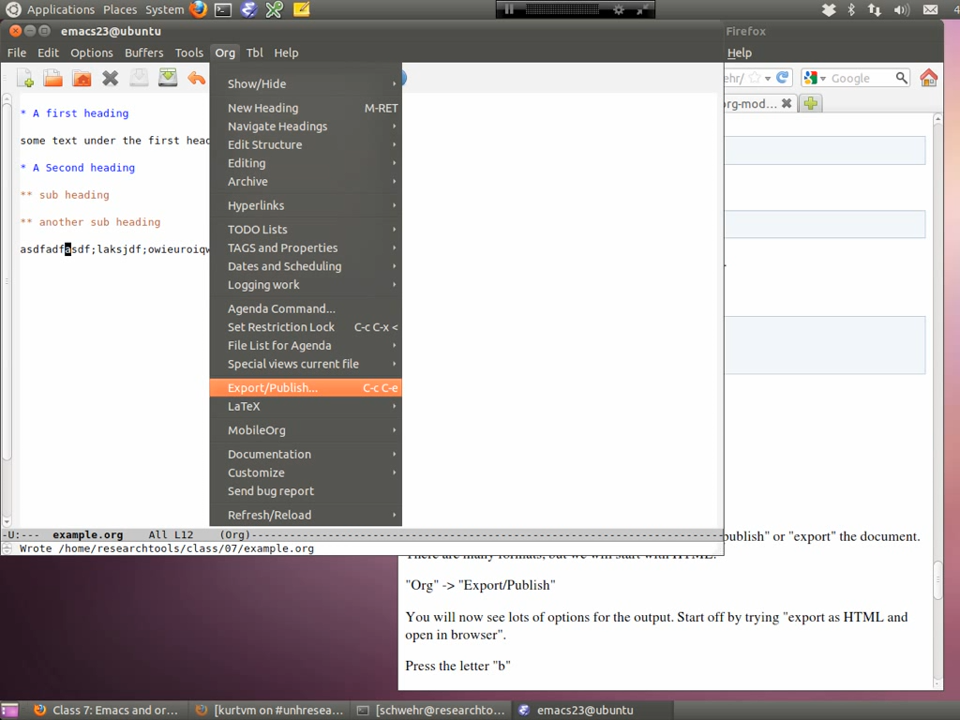 Applications Places System
emacs23@ubuntu
Firefox
File Edit Options Buffers Tools Org Tbl Help
Help
Google
org-mod...
* A first heading
some text under the first head
* A Second heading
** sub heading
** another sub heading
asdfadfasdf;laksjdf;owieuroiqw
Show/Hide
New Heading M-RET
Navigate Headings
Edit Structure
Editing
Archive
Hyperlinks
TODO Lists
TAGS and Properties
Dates and Scheduling
Logging work
Agenda Command...
Set Restriction Lock C-c C-x <
File List for Agenda
Special views current file
Export/Publish... C-c C-e
LaTeX
MobileOrg
Documentation
Customize
Send bug report
Refresh/Reload
-U:--- example.org All L12 (Org)
Wrote /home/researchtools/class/07/example.org
publish" or "export" the document.
There are many formats, but we will start with HTML.
"Org" -> "Export/Publish"
You will now see lots of options for the output. Start off by trying "export as HTML and
open in browser".
Press the letter "b"
Class 7: Emacs and or... [kurtvm on #unhresea... [schwehr@researchto... emacs23@ubuntu